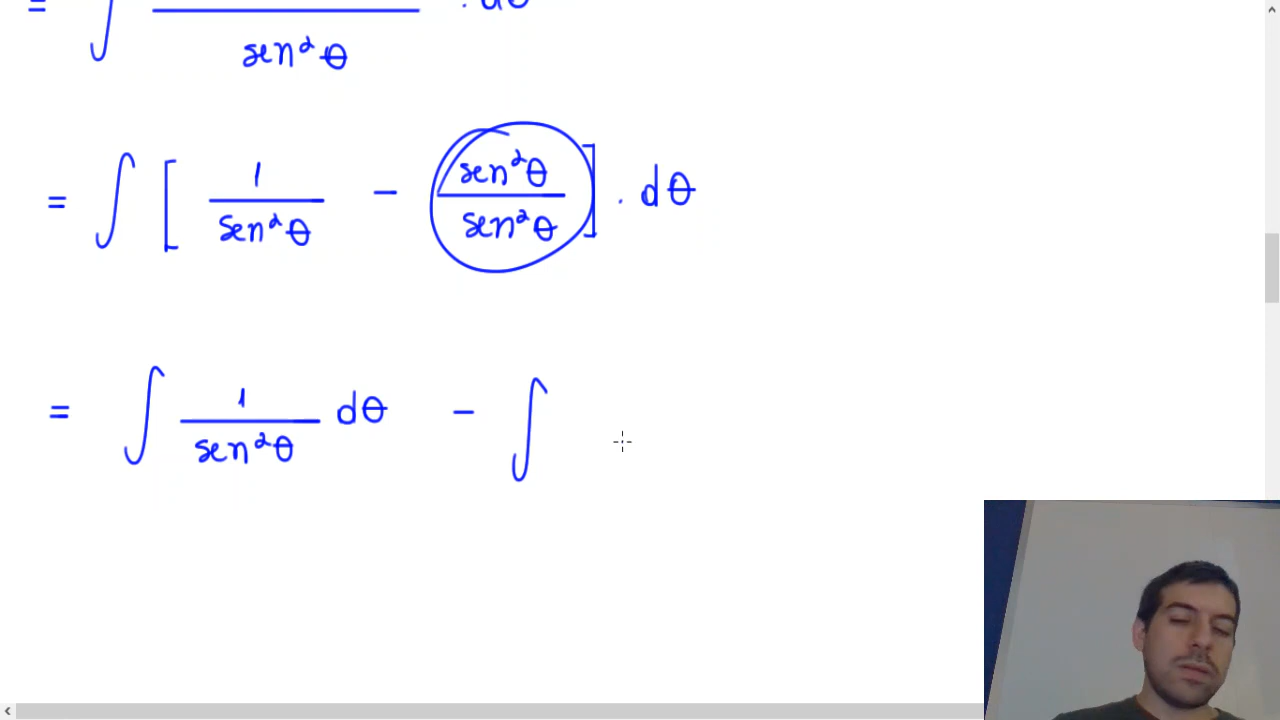 = ∫ ――― . dθ
sen²θ
= ∫ [ 1/sen²θ − sen²θ/sen²θ ] . dθ
= ∫ 1/sen²θ dθ − ∫